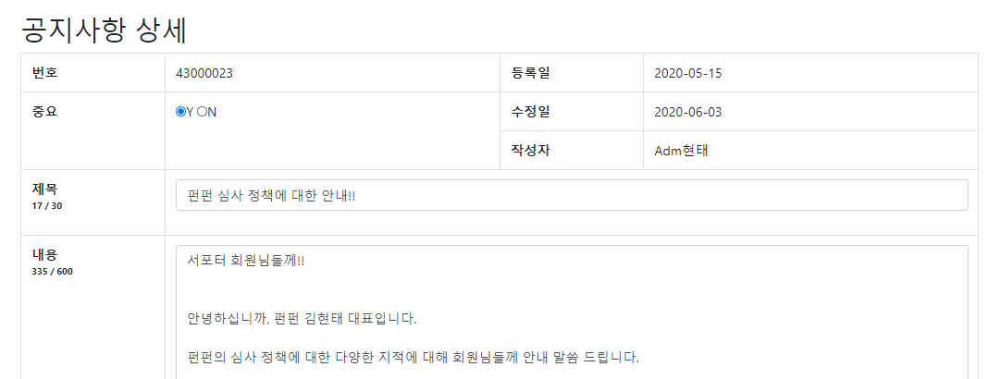 공지사항 상세
번호 43000023 등록일 2020-05-15
중요 Y N 수정일 2020-06-03
작성자 Adm현태
제목 펀펀 심사 정책에 대한 안내!!
17 / 30
내용 서포터 회원님들께!!
335 / 600
안녕하십니까, 펀펀 김현태 대표입니다.
펀펀의 심사 정책에 대한 다양한 지적에 대해 회원님들께 안내 말씀 드립니다.